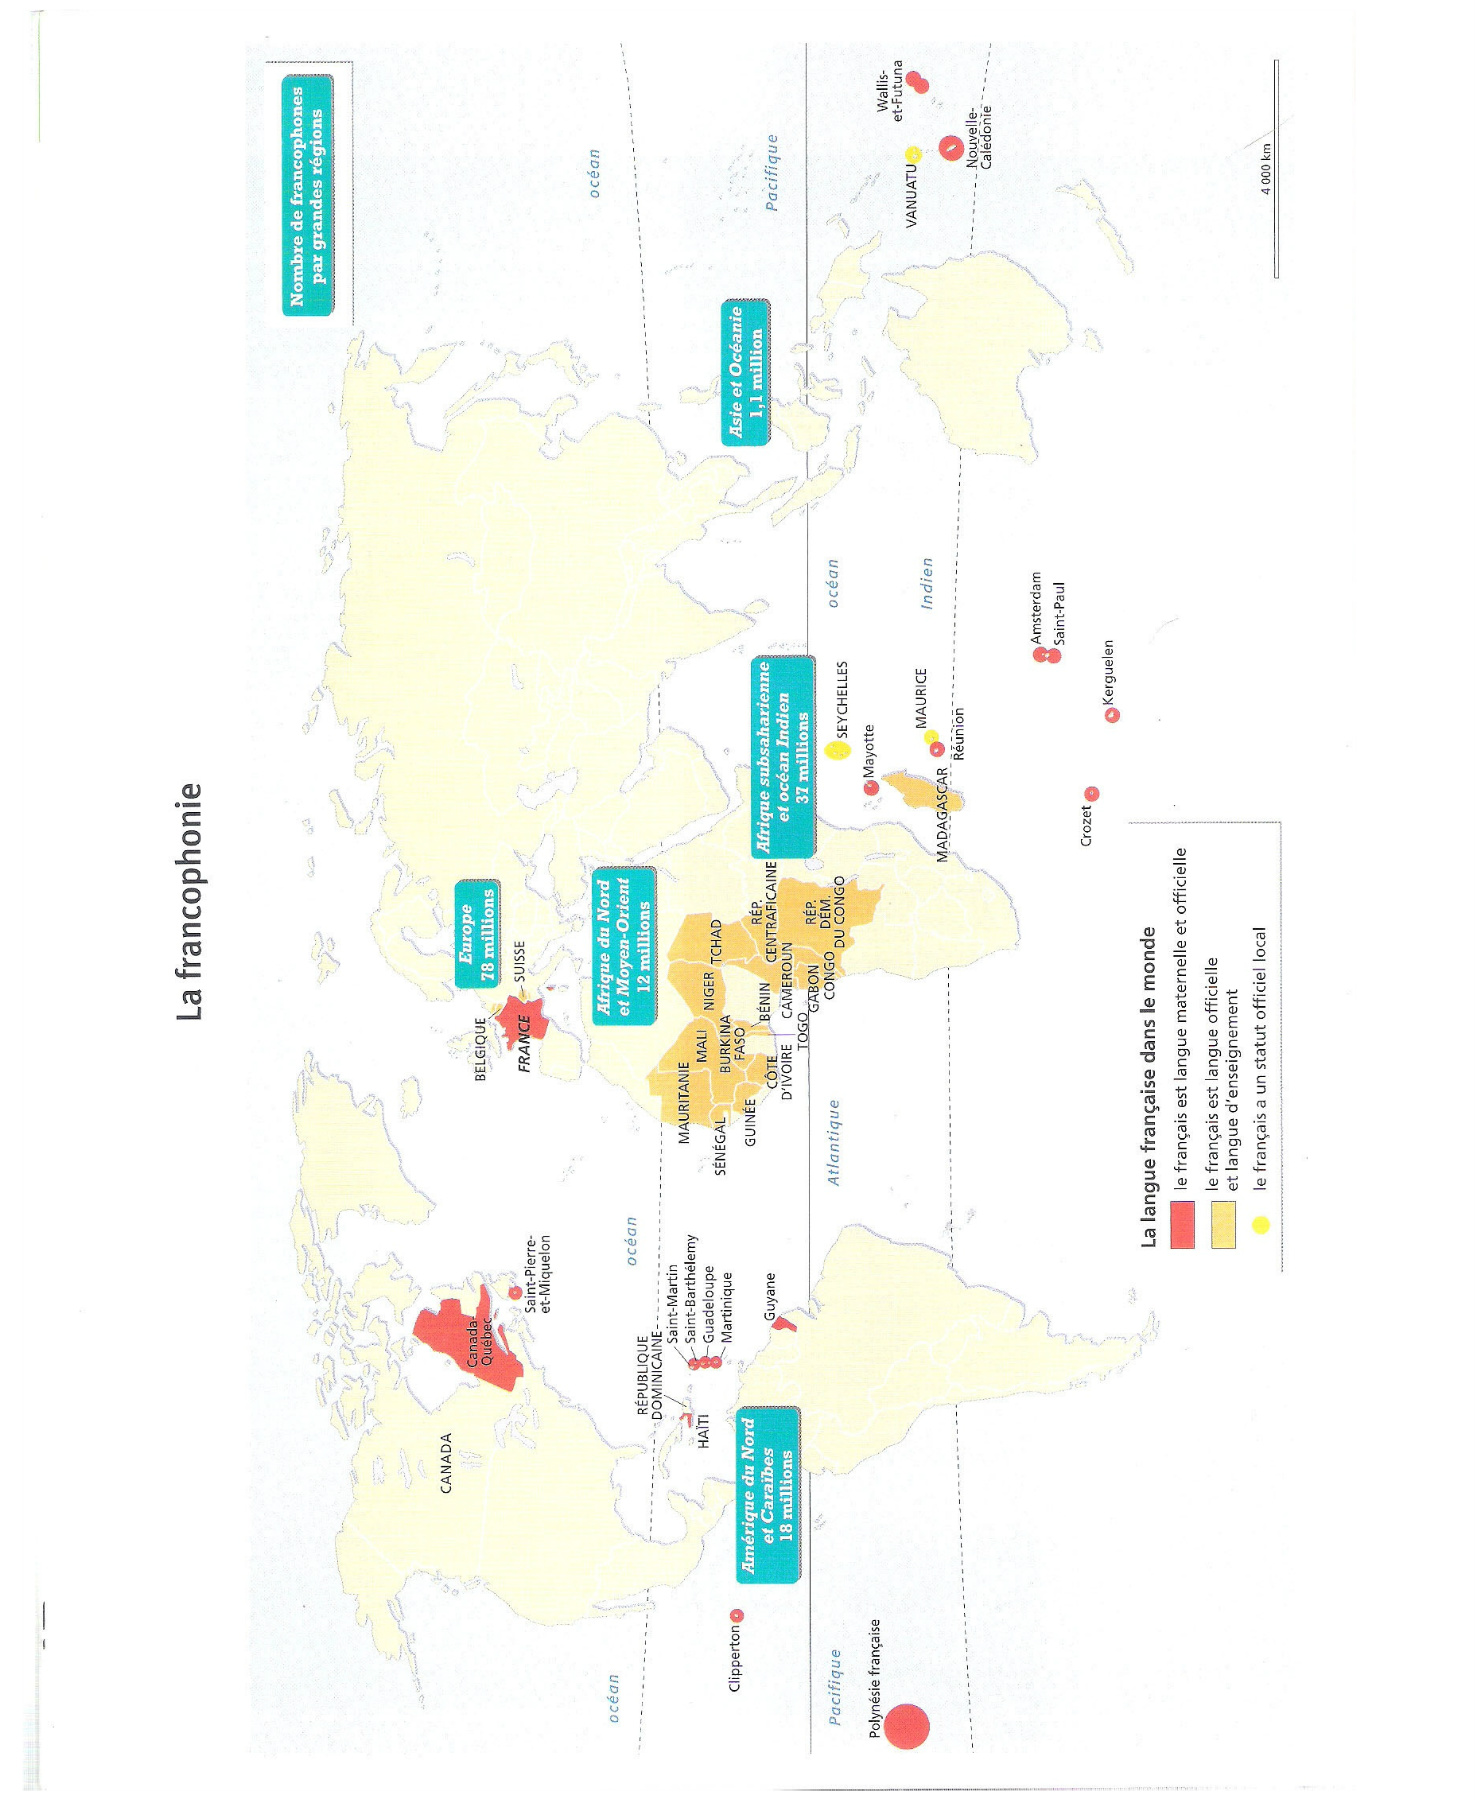 La francophonie
Nombre de francophones
par grandes régions
CANADA
Canada-
Québec
Saint-Pierre-
et-Miquelon
BELGIQUE
FRANCE
SUISSE
Europe
78 millions
océan
océan
océan
Afrique du Nord
et Moyen-Orient
12 millions
RÉPUBLIQUE
DOMINICAINE
HAÏTI
Saint-Martin
Saint-Barthélemy
Guadeloupe
Martinique
Guyane
MAURITANIE
MALI
NIGER
TCHAD
SÉNÉGAL
BURKINA
FASO
GUINÉE
BÉNIN
CÔTE
D'IVOIRE
TOGO
CAMEROUN
RÉP.
CENTRAFICAINE
GABON
CONGO
RÉP.
DÉM.
DU CONGO
Asie et Océanie
1,1 million
Pacifique
Amérique du Nord
et Caraïbes
18 millions
Afrique subsaharienne
et océan Indien
37 millions
Clipperton
Pacifique
Atlantique
océan
Indien
SEYCHELLES
Mayotte
MAURICE
Réunion
MADAGASCAR
Polynésie française
Wallis-
et-Futuna
VANUATU
Nouvelle-
Calédonie
Amsterdam
Saint-Paul
Kerguelen
Crozet
La langue française dans le monde
le français est langue maternelle et officielle
le français est langue officielle
et langue d'enseignement
le français a un statut officiel local
4 000 km